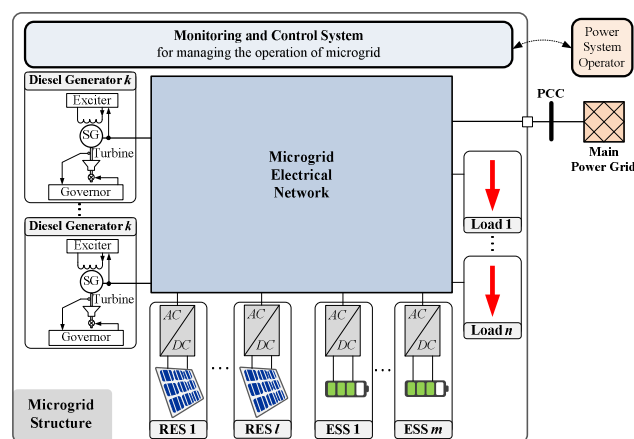 Monitoring and Control System
for managing the operation of microgrid
Power
System
Operator
Diesel Generator k
Exciter
SG
Turbine
Governor
Diesel Generator k
Exciter
SG
Turbine
Governor
Microgrid
Electrical
Network
PCC
Main
Power Grid
Load 1
Load n
AC
DC
RES 1
AC
DC
RES l
AC
DC
ESS 1
AC
DC
ESS m
Microgrid
Structure